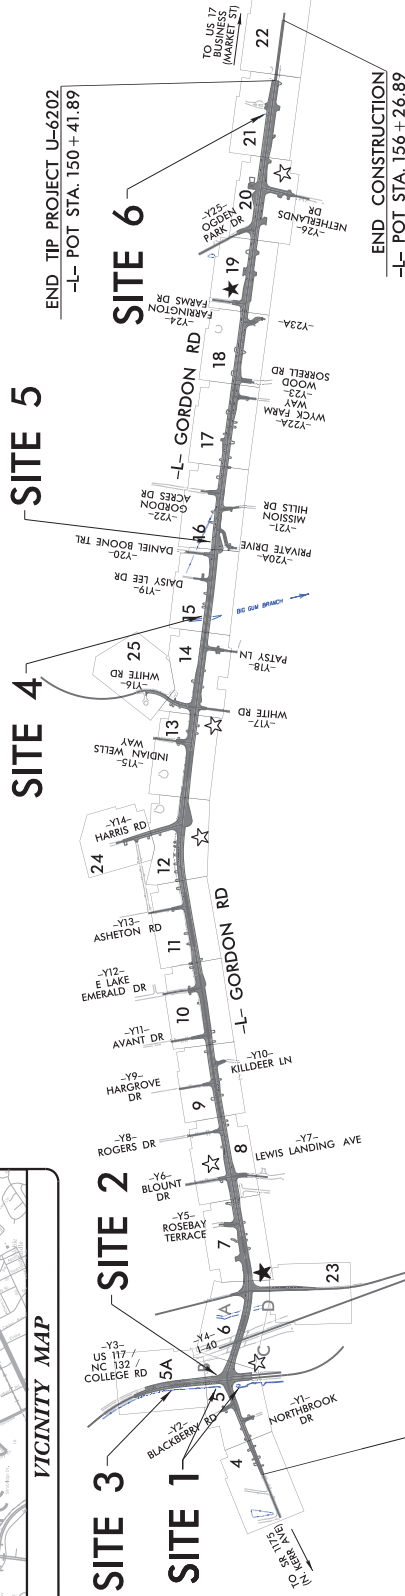 TO US 17
BUSINESS
(MARKET ST)
22
END TIP PROJECT U-6202
-L- POT STA. 150+41.89
END CONSTRUCTION
-L- POT STA. 156+26.89
21
SITE 6
20
-Y25-
OGDEN
PARK DR
-Y26-
NETHERLANDS
DR
19
-Y24-
FARRINGTON
FARMS DR
-Y23A-
18
-L- GORDON RD
-Y23-
WOOD
SORRELL RD
-Y22A-
WYCK FARM
WAY
17
SITE 5
-Y22-
GORDON
ACRES DR
-Y21-
MISSION
HILLS DR
16
-Y20-
DANIEL BOONE TRL
-Y20A-
PRIVATE DRIVE
-Y19-
DAISY LEE DR
15
BIG GUM BRANCH
SITE 4
14
25
-Y18-
PATSY LN
-Y16-
WHITE RD
-Y17-
WHITE RD
13
-Y15-
INDIAN WELLS
WAY
24
-Y14-
HARRIS RD
12
-Y13-
ASHETON RD
11
-L- GORDON RD
-Y12-
E LAKE
EMERALD DR
10
-Y11-
AVANT DR
-Y10-
KILLDEER LN
-Y9-
HARGROVE
DR
9
-Y8-
ROGERS DR
8
-Y7-
LEWIS LANDING AVE
-Y6-
BLOUNT
DR
-Y5-
ROSEBAY
TERRACE
7
SITE 2
23
A
D
6
-Y4-
I-40
B
C
-Y3-
US 117 /
NC 132 /
COLLEGE RD
5A
5
-Y2-
BLACKBERRY RD
-Y1-
NORTHBROOK
DR
4
SITE 3
SITE 1
TO SR 1175
(N. KERR AVE)
VICINITY MAP